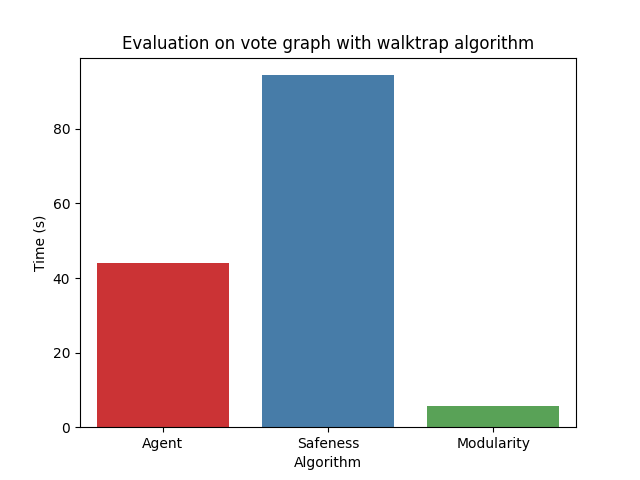 Evaluation on vote graph with walktrap algorithm
80
60
40
20
0
Time (s)
Agent
Safeness
Modularity
Algorithm